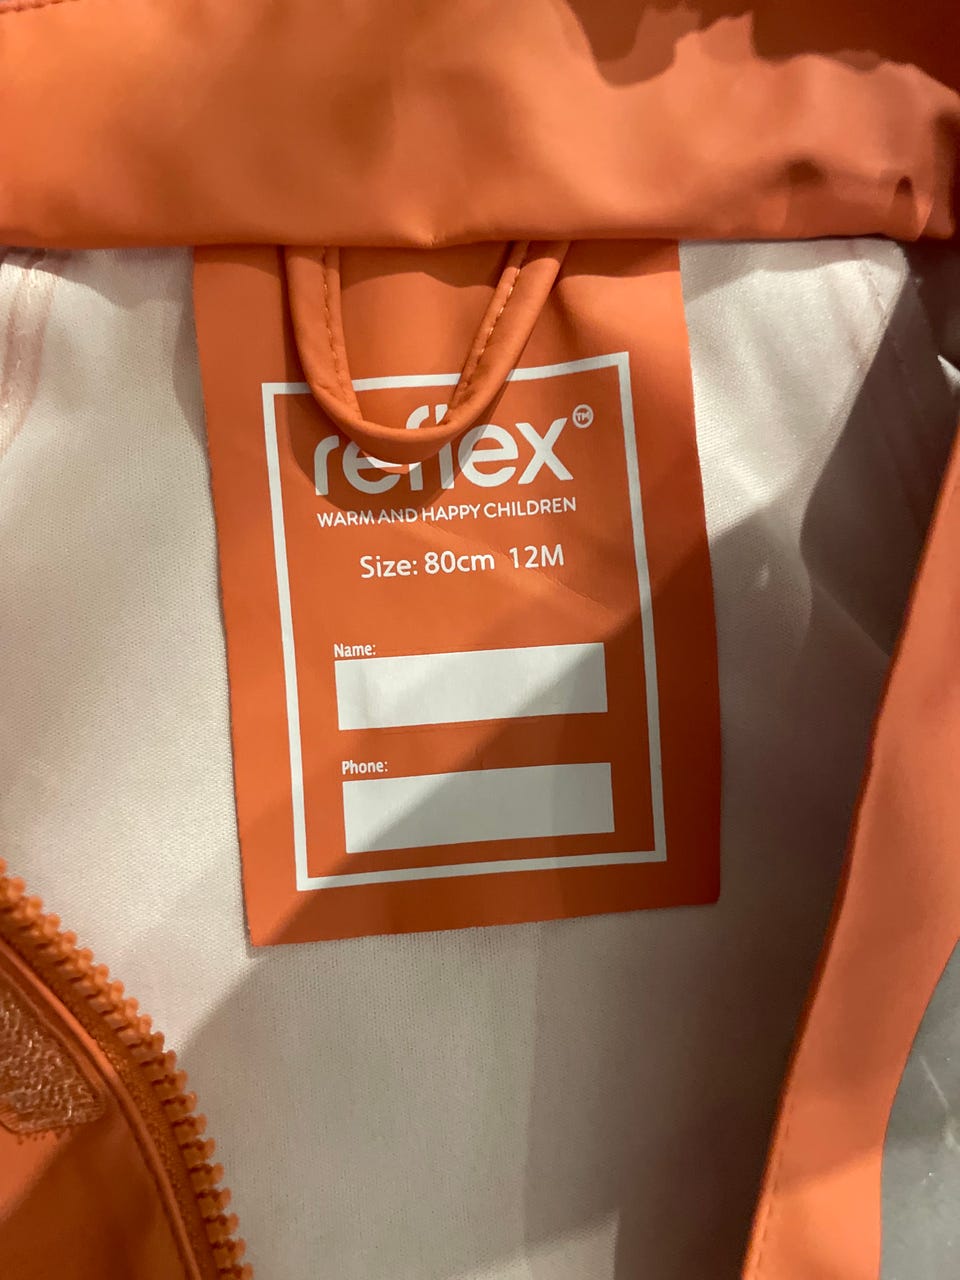 reflex™
WARM AND HAPPY CHILDREN
Size: 80cm 12M
Name:
Phone: